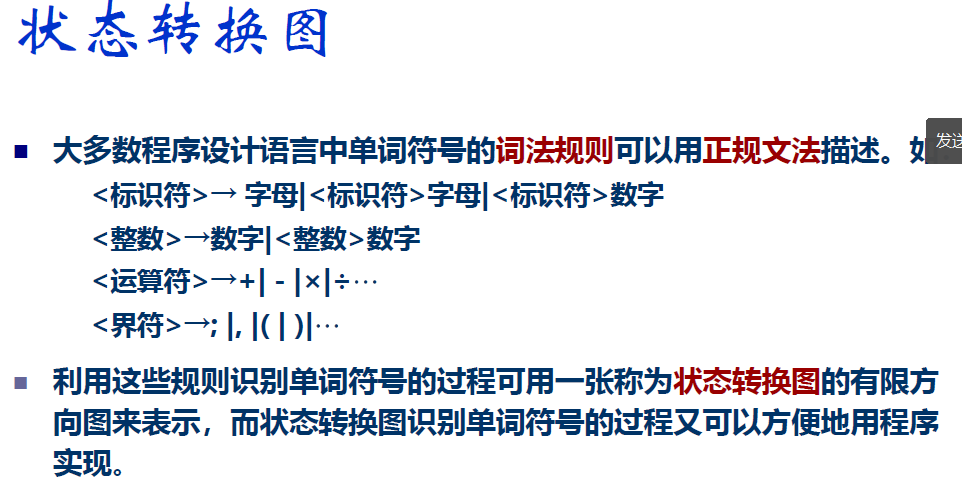 状态转换图
■ 大多数程序设计语言中单词符号的词法规则可以用正规文法描述。如
发送
<标识符>→ 字母|<标识符>字母|<标识符>数字
<整数>→数字|<整数>数字
<运算符>→+| - |×|÷…
<界符>→; |, |( | )|…
■ 利用这些规则识别单词符号的过程可用一张称为状态转换图的有限方
向图来表示，而状态转换图识别单词符号的过程又可以方便地用程序
实现。